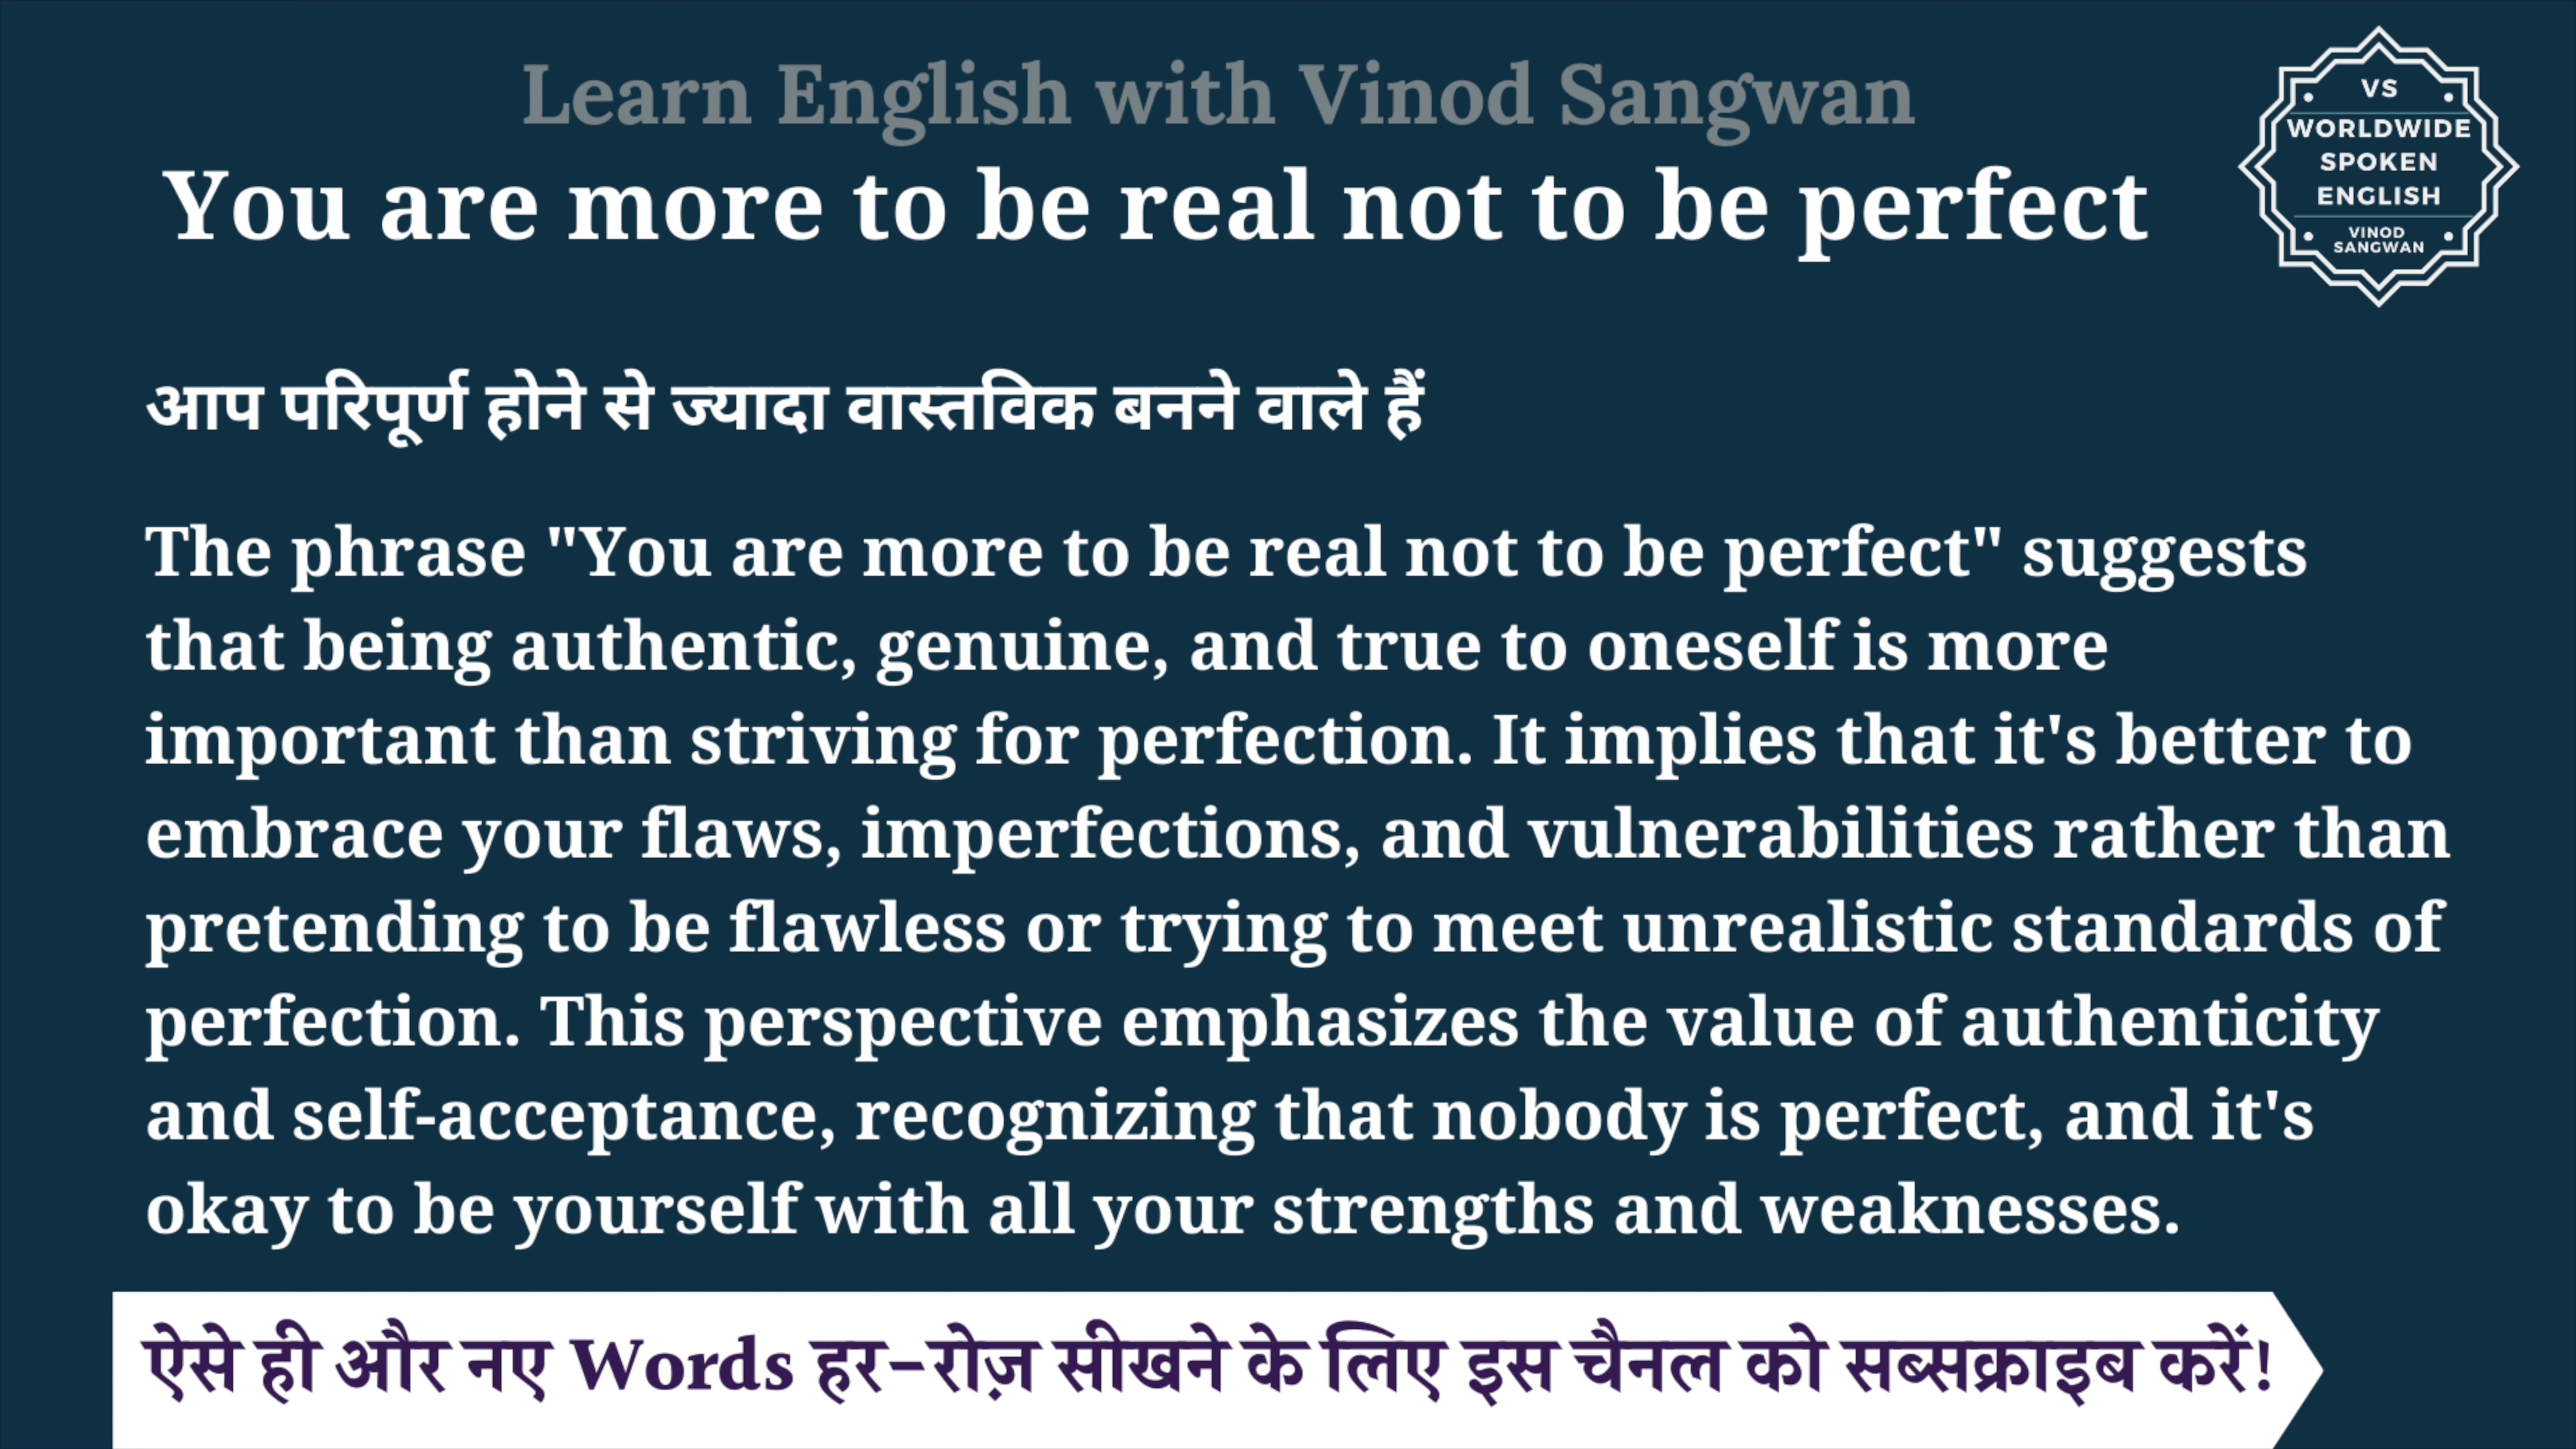 Learn English with Vinod Sangwan
VS
WORLDWIDE
SPOKEN
ENGLISH
VINOD
SANGWAN
You are more to be real not to be perfect
आप परिपूर्ण होने से ज्यादा वास्तविक बनने वाले हैं
The phrase "You are more to be real not to be perfect" suggests
that being authentic, genuine, and true to oneself is more
important than striving for perfection. It implies that it's better to
embrace your flaws, imperfections, and vulnerabilities rather than
pretending to be flawless or trying to meet unrealistic standards of
perfection. This perspective emphasizes the value of authenticity
and self-acceptance, recognizing that nobody is perfect, and it's
okay to be yourself with all your strengths and weaknesses.
ऐसे ही और नए Words हर-रोज़ सीखने के लिए इस चैनल को सब्सक्राइब करें!